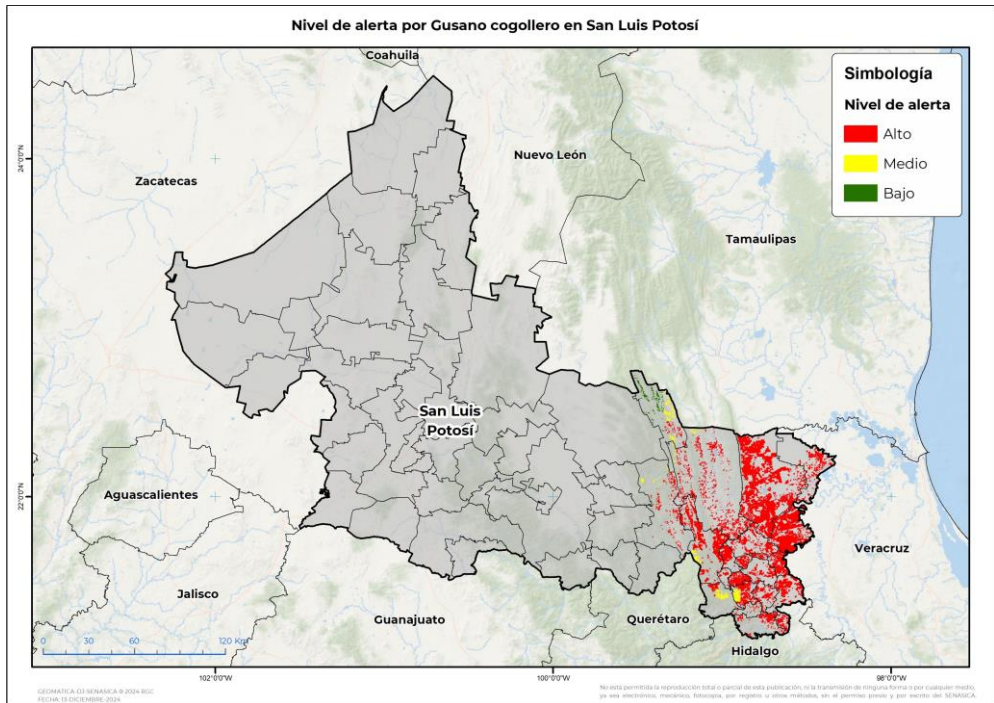 Nivel de alerta por Gusano cogollero en San Luis Potosí
Coahuila
Simbología
Nivel de alerta
Alto
Medio
Bajo
24°0'0"N
Nuevo León
Zacatecas
Tamaulipas
San Luis
Potosí
22°0'0"N
Aguascalientes
Veracruz
Jalisco
Guanajuato
Querétaro
Hidalgo
0 30 60 120 Km
102°0'0"W
100°0'0"W
98°0'0"W
GEOMÁTICA-DJ-SENASICA © 2024 RGC
FECHA: 13-DICIEMBRE-2024
No está permitida la reproducción total o parcial de esta publicación, ni la transmisión de ninguna forma o por cualquier medio,
ya sea electrónico, mecánico, fotocopia, por registro u otros métodos, sin el permiso previo y por escrito del SENASICA.